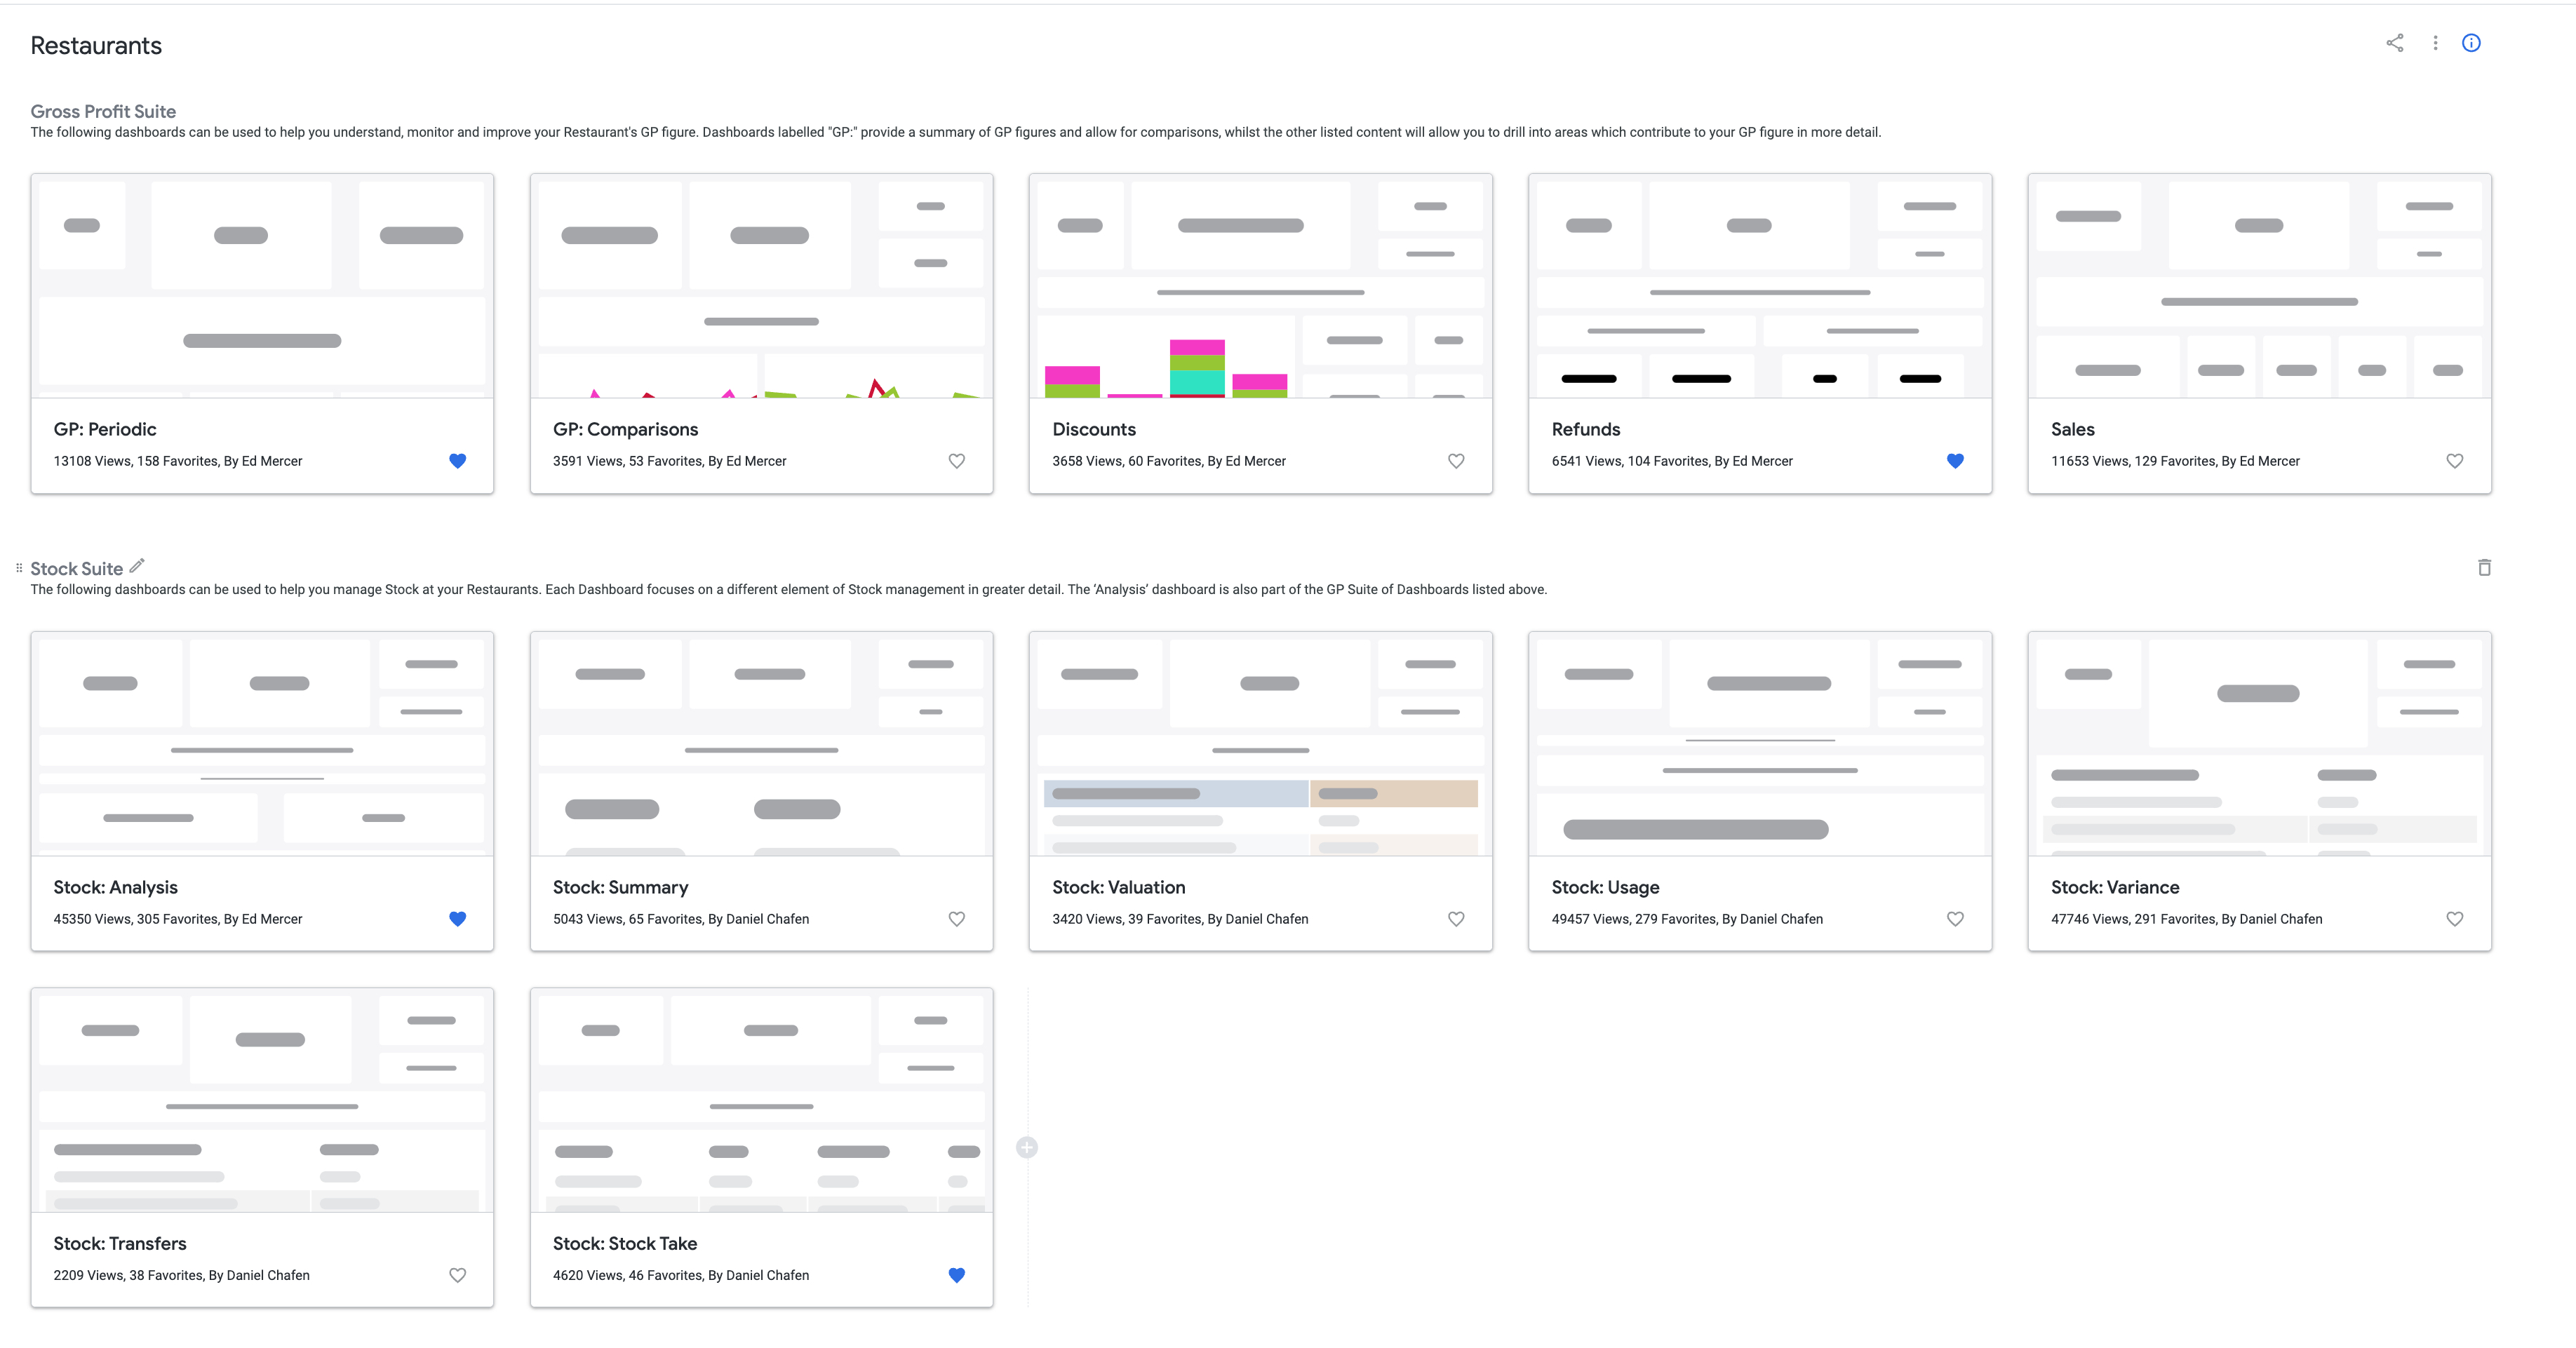 Restaurants
Gross Profit Suite
The following dashboards can be used to help you understand, monitor and improve your Restaurant's GP figure. Dashboards labelled "GP:" provide a summary of GP figures and allow for comparisons, whilst the other listed content will allow you to drill into areas which contribute to your GP figure in more detail.
GP: Periodic
13108 Views, 158 Favorites, By Ed Mercer
GP: Comparisons
3591 Views, 53 Favorites, By Ed Mercer
Discounts
3658 Views, 60 Favorites, By Ed Mercer
Refunds
6541 Views, 104 Favorites, By Ed Mercer
Sales
11653 Views, 129 Favorites, By Ed Mercer
Stock Suite
The following dashboards can be used to help you manage Stock at your Restaurants. Each Dashboard focuses on a different element of Stock management in greater detail. The ‘Analysis’ dashboard is also part of the GP Suite of Dashboards listed above.
Stock: Analysis
45350 Views, 305 Favorites, By Ed Mercer
Stock: Summary
5043 Views, 65 Favorites, By Daniel Chafen
Stock: Valuation
3420 Views, 39 Favorites, By Daniel Chafen
Stock: Usage
49457 Views, 279 Favorites, By Daniel Chafen
Stock: Variance
47746 Views, 291 Favorites, By Daniel Chafen
Stock: Transfers
2209 Views, 38 Favorites, By Daniel Chafen
Stock: Stock Take
4620 Views, 46 Favorites, By Daniel Chafen